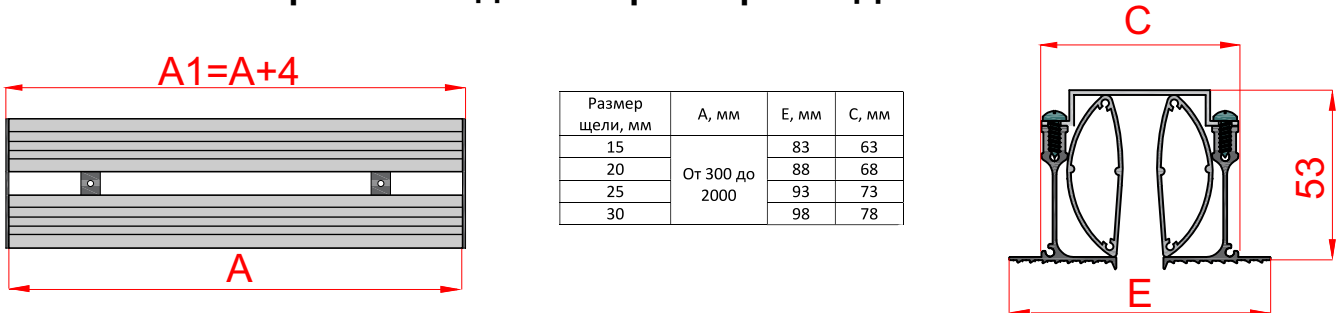 A1=A+4
A
Размер щели, мм | A, мм | E, мм | C, мм
15 | От 300 до 2000 | 83 | 63
20 | 88 | 68
25 | 93 | 73
30 | 98 | 78
C
53
E